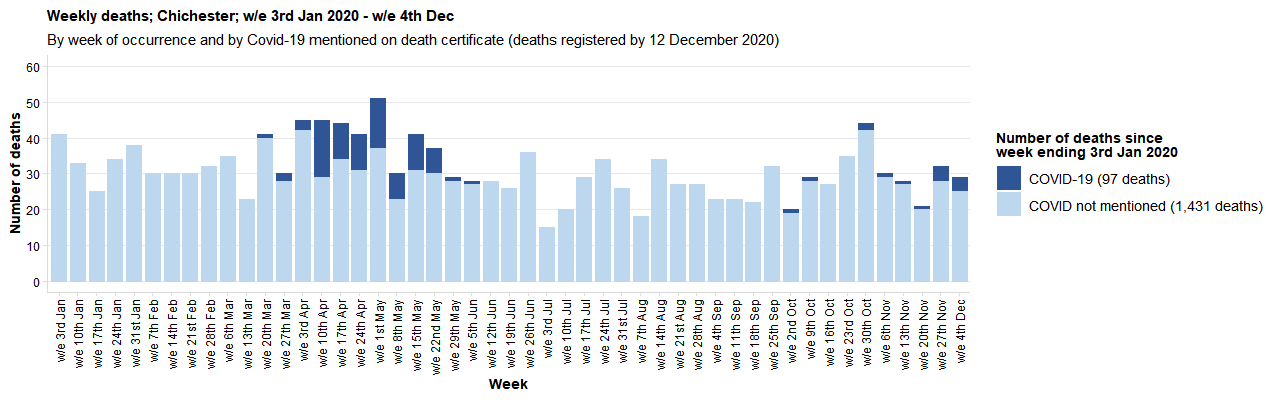 Weekly deaths; Chichester; w/e 3rd Jan 2020 - w/e 4th Dec
By week of occurrence and by Covid-19 mentioned on death certificate (deaths registered by 12 December 2020)
Number of deaths
60
50
40
30
20
10
0
w/e 3rd Jan
w/e 10th Jan
w/e 17th Jan
w/e 24th Jan
w/e 31st Jan
w/e 7th Feb
w/e 14th Feb
w/e 21st Feb
w/e 28th Feb
w/e 6th Mar
w/e 13th Mar
w/e 20th Mar
w/e 27th Mar
w/e 3rd Apr
w/e 10th Apr
w/e 17th Apr
w/e 24th Apr
w/e 1st May
w/e 8th May
w/e 15th May
w/e 22nd May
w/e 29th May
w/e 5th Jun
w/e 12th Jun
w/e 19th Jun
w/e 26th Jun
w/e 3rd Jul
w/e 10th Jul
w/e 17th Jul
w/e 24th Jul
w/e 31st Jul
w/e 7th Aug
w/e 14th Aug
w/e 21st Aug
w/e 28th Aug
w/e 4th Sep
w/e 11th Sep
w/e 18th Sep
w/e 25th Sep
w/e 2nd Oct
w/e 9th Oct
w/e 16th Oct
w/e 23rd Oct
w/e 30th Oct
w/e 6th Nov
w/e 13th Nov
w/e 20th Nov
w/e 27th Nov
w/e 4th Dec
Week
Number of deaths since
week ending 3rd Jan 2020
COVID-19 (97 deaths)
COVID not mentioned (1,431 deaths)